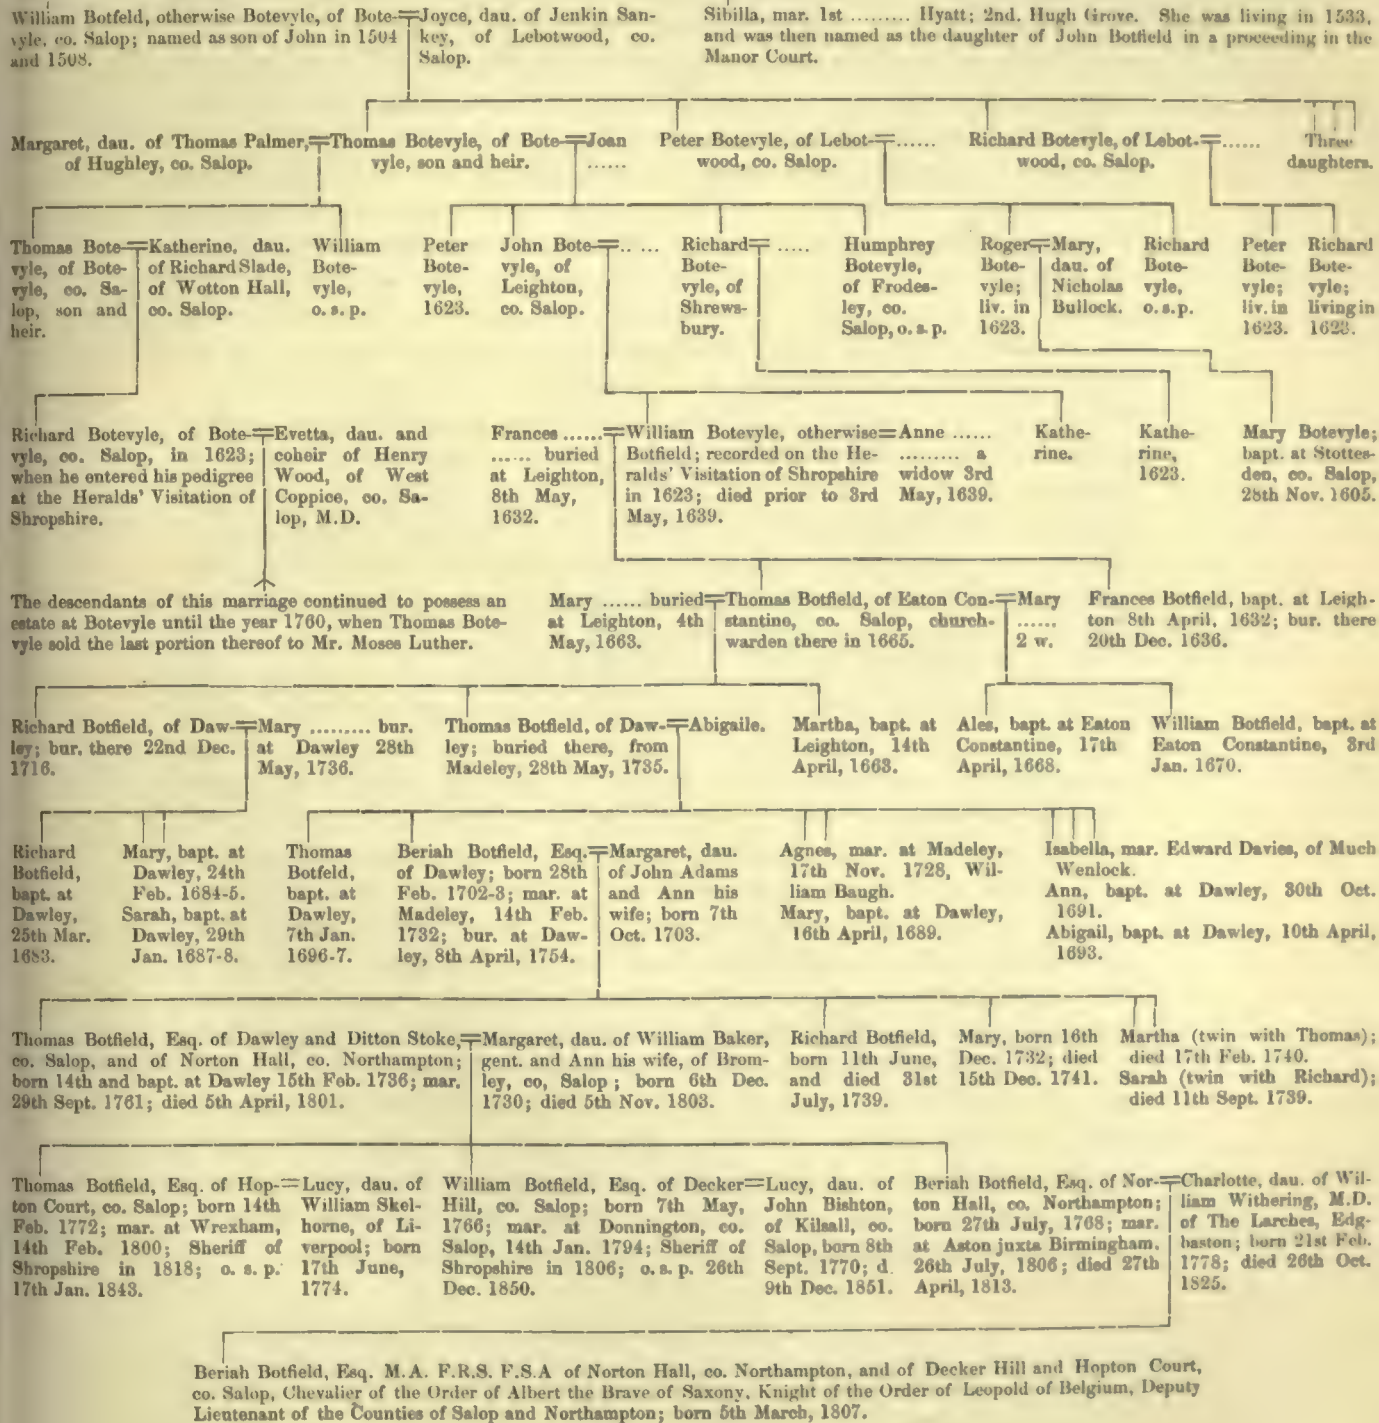 William Botfeld, otherwise Botevyle, of Bote-
vyle, co. Salop; named as son of John in 1504
and 1508.
Joyce, dau. of Jenkin San-
key, of Lebotwood, co.
Salop.
Sibilla, mar. 1st ......... Hyatt; 2nd. Hugh Grove. She was living in 1533,
and was then named as the daughter of John Botfield in a proceeding in the
Manor Court.
Margaret, dau. of Thomas Palmer,
of Hughley, co. Salop.
Thomas Botevyle, of Bote-
vyle, son and heir.
Joan
......
Peter Botevyle, of Lebot-
wood, co. Salop.
......
Richard Botevyle, of Lebot-
wood, co. Salop.
......
Three
daughters.
Thomas Bote-
vyle, of Bote-
vyle, co. Sa-
lop, son and
heir.
Katherine, dau.
of Richard Slade,
of Wotton Hall,
co. Salop.
William
Bote-
vyle,
o. s. p.
Peter
Bote-
vyle,
1623.
John Bote-
vyle, of
Leighton,
co. Salop.
.. ...
Richard
Bote-
vyle, of
Shrews-
bury.
.....
Humphrey
Botevyle,
of Frodes-
ley, co.
Salop, o. s. p.
Roger
Bote-
vyle;
liv. in
1623.
Mary,
dau. of
Nicholas
Bullock.
Richard
Bote-
vyle,
o. s.p.
Peter
Bote-
vyle;
liv. in
1623.
Richard
Bote-
vyle;
living in
1623.
Richard Botevyle, of Bote-
vyle, co. Salop, in 1623;
when he entered his pedigree
at the Heralds' Visitation of
Shropshire.
Evetta, dau. and
coheir of Henry
Wood, of West
Coppice, co. Sa-
lop, M.D.
Frances ......
...... buried
at Leighton,
8th May,
1632.
William Botevyle, otherwise
Botfield; recorded on the He-
ralds' Visitation of Shropshire
in 1623; died prior to 3rd
May, 1639.
Anne ......
......... a
widow 3rd
May, 1639.
Kathe-
rine.
Kathe-
rine,
1623.
Mary Botevyle;
bapt. at Stottes-
den, co. Salop,
28th Nov. 1605.
The descendants of this marriage continued to possess an
estate at Botevyle until the year 1760, when Thomas Bote-
vyle sold the last portion thereof to Mr. Moses Luther.
Mary ...... buried
at Leighton, 4th
May, 1663.
Thomas Botfield, of Eaton Con-
stantine, co. Salop, church-
warden there in 1665.
Mary
......
2 w.
Frances Botfield, bapt. at Leigh-
ton 8th April, 1632; bur. there
20th Dec. 1636.
Richard Botfield, of Daw-
ley; bur. there 22nd Dec.
1716.
Mary ......... bur.
at Dawley 28th
May, 1736.
Thomas Botfield, of Daw-
ley; buried there, from
Madeley, 28th May, 1735.
Abigaile.
Martha, bapt. at
Leighton, 14th
April, 1663.
Ales, bapt. at Eaton
Constantine, 17th
April, 1668.
William Botfield, bapt. at
Eaton Constantine, 3rd
Jan. 1670.
Richard
Botfield,
bapt. at
Dawley,
25th Mar.
1683.
Mary, bapt. at
Dawley, 24th
Feb. 1684-5.
Sarah, bapt. at
Dawley, 29th
Jan. 1687-8.
Thomas
Botfeld,
bapt. at
Dawley,
7th Jan.
1696-7.
Beriah Botfield, Esq.
of Dawley; born 28th
Feb. 1702-3; mar. at
Madeley, 14th Feb.
1732; bur. at Daw-
ley, 8th April, 1754.
Margaret, dau.
of John Adams
and Ann his
wife; born 7th
Oct. 1703.
Agnes, mar. at Madeley,
17th Nov. 1728, Wil-
liam Baugh.
Mary, bapt. at Dawley,
16th April, 1689.
Isabella, mar. Edward Davies, of Much
Wenlock.
Ann, bapt. at Dawley, 30th Oct.
1691.
Abigail, bapt. at Dawley, 10th April,
1693.
Thomas Botfield, Esq. of Dawley and Ditton Stoke,
co. Salop, and of Norton Hall, co. Northampton;
born 14th and bapt. at Dawley 15th Feb. 1736; mar.
29th Sept. 1761; died 5th April, 1801.
Margaret, dau. of William Baker,
gent. and Ann his wife, of Brom-
ley, co, Salop; born 6th Dec.
1730; died 5th Nov. 1803.
Richard Botfield,
born 11th June,
and died 31st
July, 1739.
Mary, born 16th
Dec. 1732; died
15th Dec. 1741.
Martha (twin with Thomas);
died 17th Feb. 1740.
Sarah (twin with Richard);
died 11th Sept. 1739.
Thomas Botfield, Esq. of Hop-
ton Court, co. Salop; born 14th
Feb. 1772; mar. at Wrexham,
14th Feb. 1800; Sheriff of
Shropshire in 1818; o. s. p.
17th Jan. 1843.
Lucy, dau. of
William Skel-
horne, of Li-
verpool; born
17th June,
1774.
William Botfield, Esq. of Decker
Hill, co. Salop; born 7th May,
1766; mar. at Donnington, co.
Salop, 14th Jan. 1794; Sheriff of
Shropshire in 1806; o. s. p. 26th
Dec. 1850.
Lucy, dau. of
John Bishton,
of Kilsall, co.
Salop, born 8th
Sept. 1770; d.
9th Dec. 1851.
Beriah Botfield, Esq. of Nor-
ton Hall, co. Northampton;
born 27th July, 1768; mar.
at Aston juxta Birmingham,
26th July, 1806; died 27th
April, 1813.
Charlotte, dau. of Wil-
liam Withering, M.D.
of The Larches, Edg-
baston; born 21st Feb.
1778; died 26th Oct.
1825.
Beriah Botfield, Esq. M.A. F.R.S. F.S.A of Norton Hall, co. Northampton, and of Decker Hill and Hopton Court,
co. Salop, Chevalier of the Order of Albert the Brave of Saxony, Knight of the Order of Leopold of Belgium, Deputy
Lieutenant of the Counties of Salop and Northampton; born 5th March, 1807.